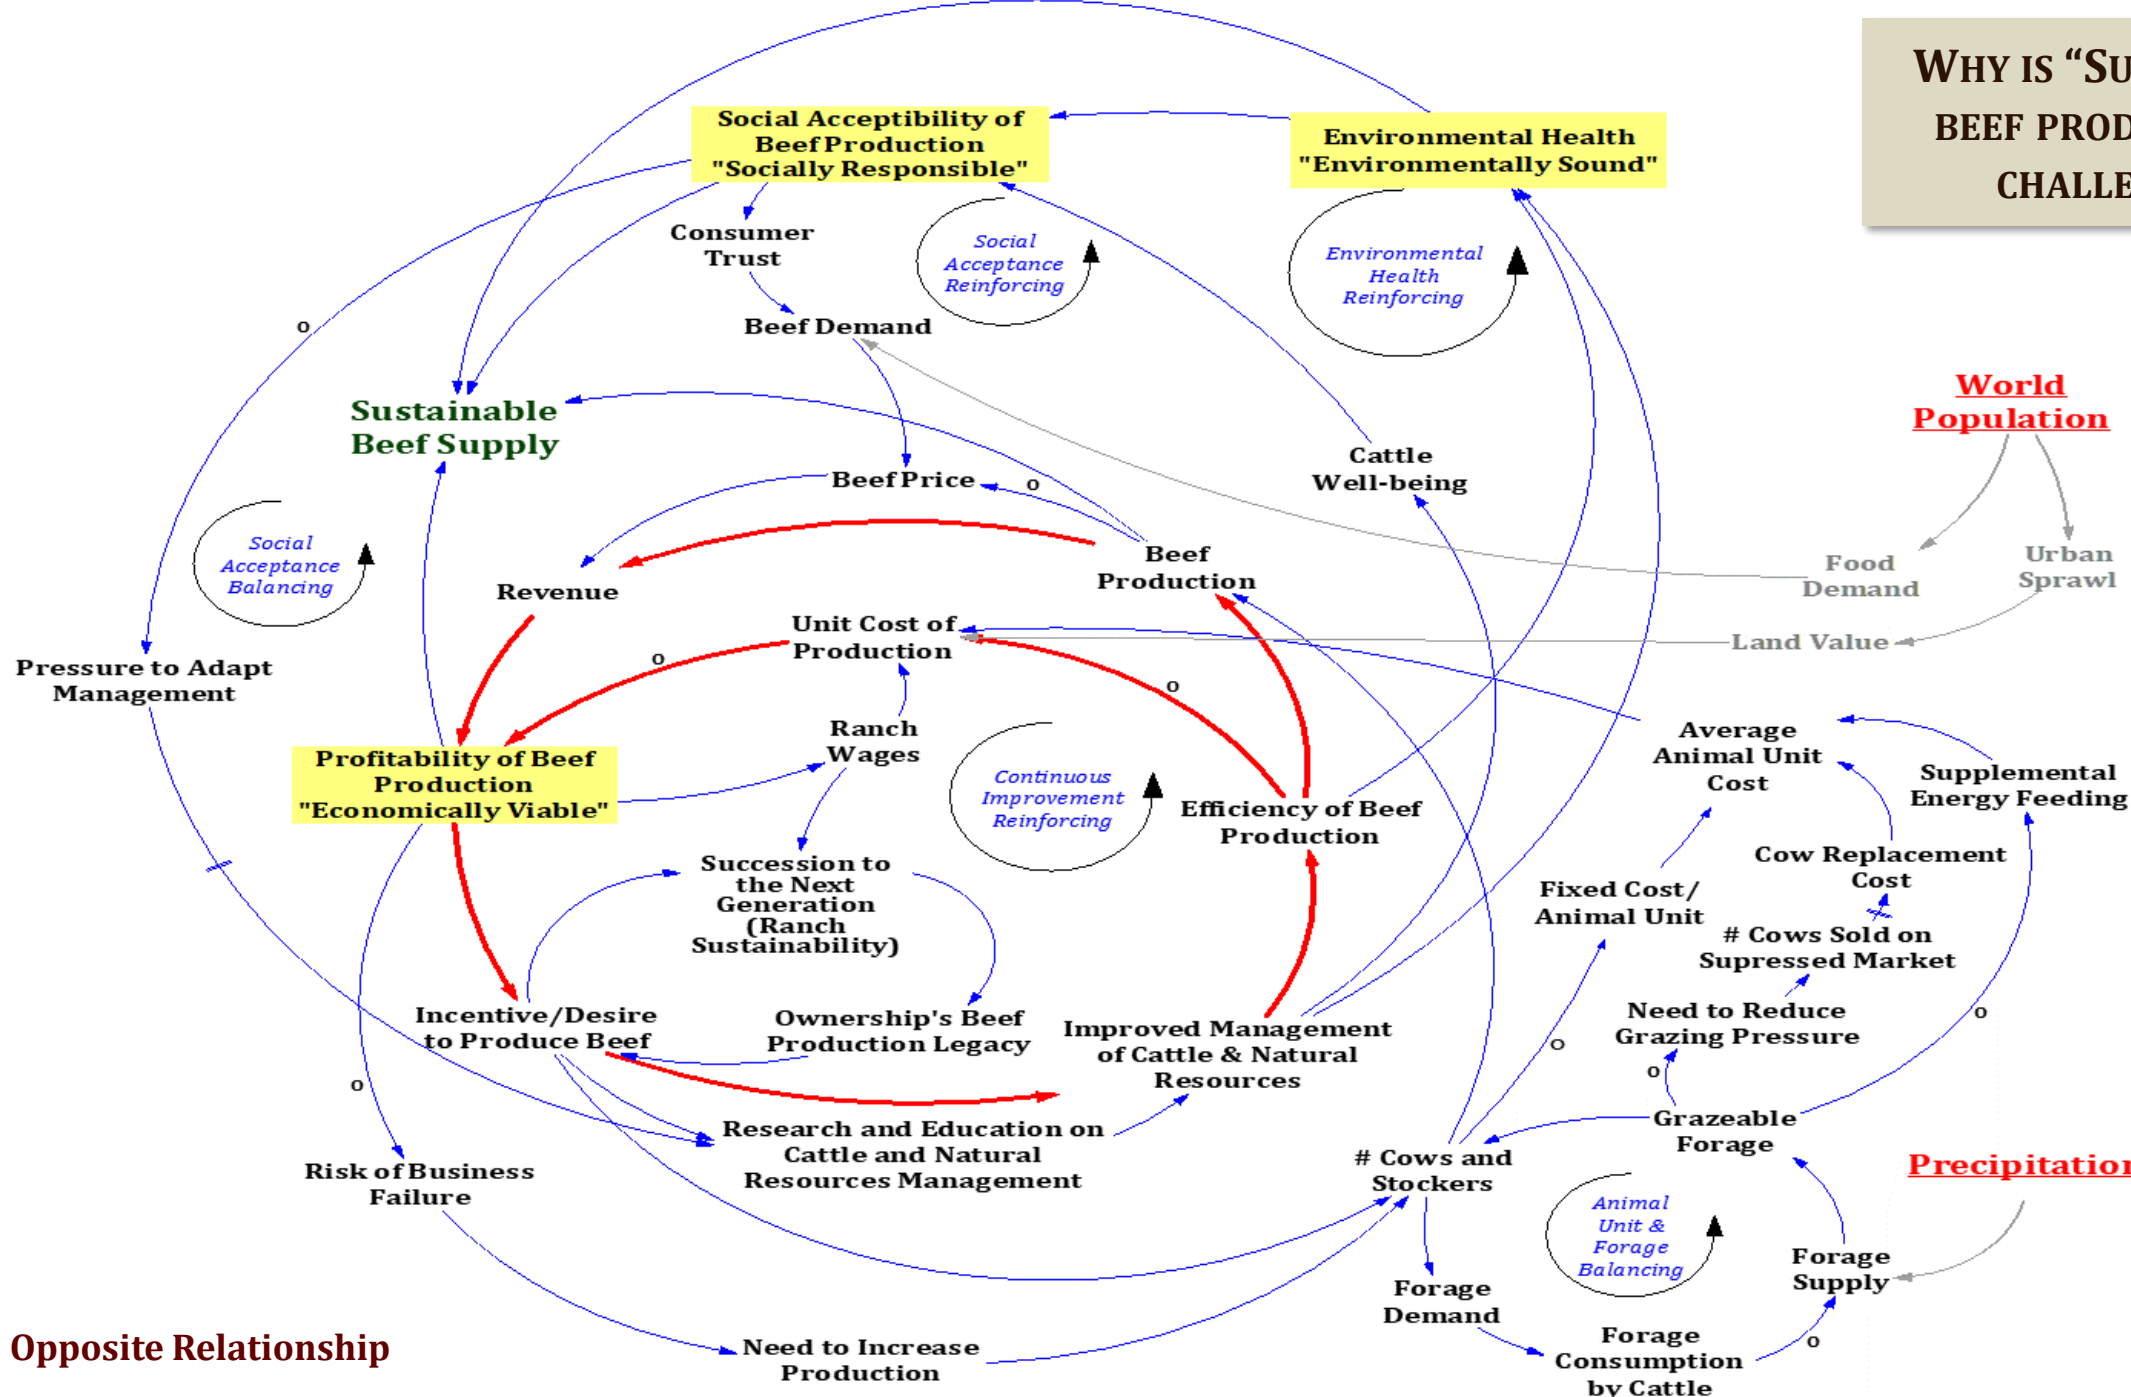 WHY IS “SU
BEEF PROD
CHALLE
Social Acceptibility of
Beef Production
"Socially Responsible"
Environmental Health
"Environmentally Sound"
Consumer
Trust
Social
Acceptance
Reinforcing
Environmental
Health
Reinforcing
Beef Demand
o
World
Population
Sustainable
Beef Supply
Cattle
Well-being
Beef Price
o
Social
Acceptance
Balancing
Beef
Production
Food
Demand
Urban
Sprawl
Revenue
Unit Cost of
Production
Land Value
o
Pressure to Adapt
Management
o
Ranch
Wages
Average
Animal Unit
Cost
Profitability of Beef
Production
"Economically Viable"
Continuous
Improvement
Reinforcing
Efficiency of Beef
Production
Supplemental
Energy Feeding
Succession to
the Next
Generation
(Ranch
Sustainability)
Cow Replacement
Cost
Fixed Cost/
Animal Unit
# Cows Sold on
Supressed Market
Incentive/Desire
to Produce Beef
Ownership's Beef
Production Legacy
Improved Management
of Cattle & Natural
Resources
Need to Reduce
Grazing Pressure
o
o
o
o
Research and Education on
Cattle and Natural
Resources Management
Grazeable
Forage
Risk of Business
Failure
# Cows and
Stockers
Precipitation
Animal
Unit &
Forage
Balancing
Forage
Supply
Forage
Demand
Opposite Relationship
Need to Increase
Production
Forage
Consumption
by Cattle
o